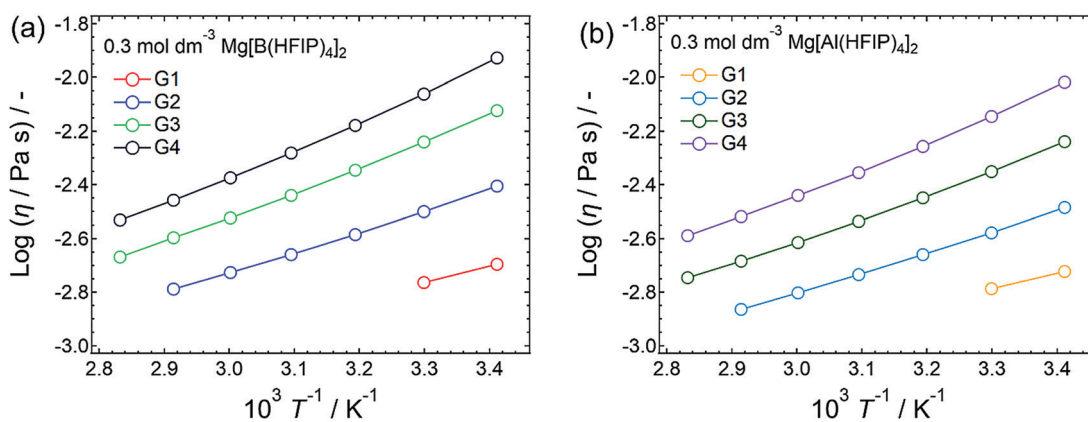 (a)
0.3 mol dm⁻³ Mg[B(HFIP)₄]₂
G1
G2
G3
G4
Log (η / Pa s) / -
-1.8
-2.0
-2.2
-2.4
-2.6
-2.8
-3.0
2.8 2.9 3.0 3.1 3.2 3.3 3.4
10³ T⁻¹ / K⁻¹
(b)
0.3 mol dm⁻³ Mg[Al(HFIP)₄]₂
G1
G2
G3
G4
Log (η / Pa s) / -
-1.8
-2.0
-2.2
-2.4
-2.6
-2.8
-3.0
2.8 2.9 3.0 3.1 3.2 3.3 3.4
10³ T⁻¹ / K⁻¹